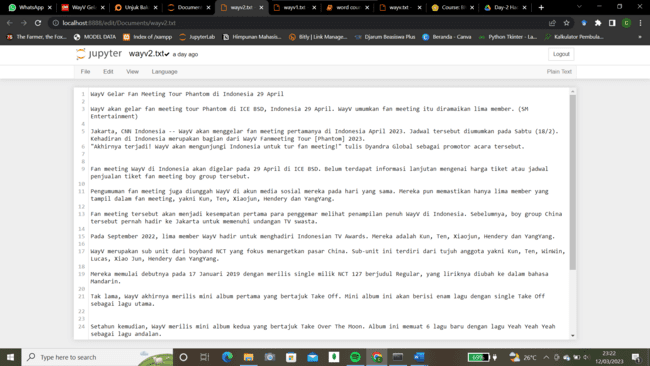 WhatsApp
WayV Gela
Unjuk Bak
Documents
wayv2.txt
wayv1.txt
word coun
wayv.txt
Course: M
Day-2 Ha
localhost:8888/edit/Documents/wayv2.txt
The Farmer, the Fox...
MODEL DATA
Index of /xampp
JupyterLab
Himpunan Mahasis...
Bitly | Link Manage...
Djarum Beasiswa Plus
Beranda - Canva
Python Tkinter - La...
Kalkulator Pembula...
jupyter wayv2.txt a day ago
Logout
File Edit View Language
Plain Text
1 WayV Gelar Fan Meeting Tour Phantom di Indonesia 29 April
2
3 WayV akan gelar fan meeting tour Phantom di ICE BSD, Indonesia 29 April. WayV umumkan fan meeting itu diramaikan lima member. (SM
Entertainment)
4
5 Jakarta, CNN Indonesia -- WayV akan menggelar fan meeting pertamanya di Indonesia April 2023. Jadwal tersebut diumumkan pada Sabtu (18/2).
Kehadiran di Indonesia merupakan bagian dari WayV Fanmeeting Tour [Phantom] 2023.
6 "Akhirnya terjadi! WayV akan mengunjungi Indonesia untuk tur fan meeting!" tulis Dyandra Global sebagai promotor acara tersebut.
7
8
9 Fan meeting WayV di Indonesia akan digelar pada 29 April di ICE BSD. Belum terdapat informasi lanjutan mengenai harga tiket atau jadwal
penjualan tiket fan meeting boy group tersebut.
10
11 Pengumuman fan meeting juga diunggah WayV di akun media sosial mereka pada hari yang sama. Mereka pun memastikan hanya lima member yang
tampil dalam fan meeting, yakni Kun, Ten, Xiaojun, Hendery dan YangYang.
12
13 Fan meeting tersebut akan menjadi kesempatan pertama para penggemar melihat penampilan penuh WayV di Indonesia. Sebelumnya, boy group China
tersebut pernah hadir ke Jakarta untuk memenuhi undangan TV swasta.
14
15 Pada September 2022, lima member WayV hadir untuk menghadiri Indonesian TV Awards. Mereka adalah Kun, Ten, Xiaojun, Hendery dan YangYang.
16
17 WayV merupakan sub unit dari boyband NCT yang fokus menargetkan pasar China. Sub-unit ini terdiri dari tujuh anggota yakni Kun, Ten, WinWin,
Lucas, Xiao Jun, Hendery dan YangYang.
18
19 Mereka memulai debutnya pada 17 Januari 2019 dengan merilis single milik NCT 127 berjudul Regular, yang liriknya diubah ke dalam bahasa
Mandarin.
20
21 Tak lama, WayV akhirnya merilis mini album pertama yang bertajuk Take Off. Mini album ini akan berisi enam lagu dengan single Take Off
sebagai lagu utama.
22
23
24 Setahun kemudian, WayV merilis mini album kedua yang bertajuk Take Over The Moon. Album ini memuat 6 lagu baru dengan lagu Yeah Yeah Yeah
sebagai lagu andalan.
Type here to search
69%
26°C
23:22
12/03/2023